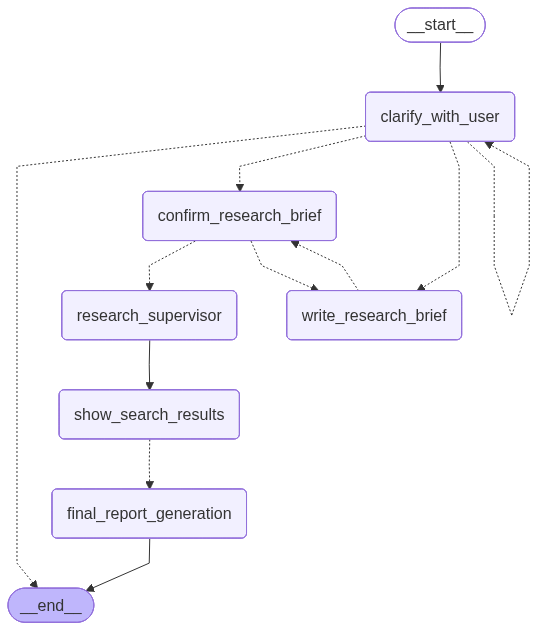 __start__
clarify_with_user
confirm_research_brief
research_supervisor
write_research_brief
show_search_results
final_report_generation
__end__